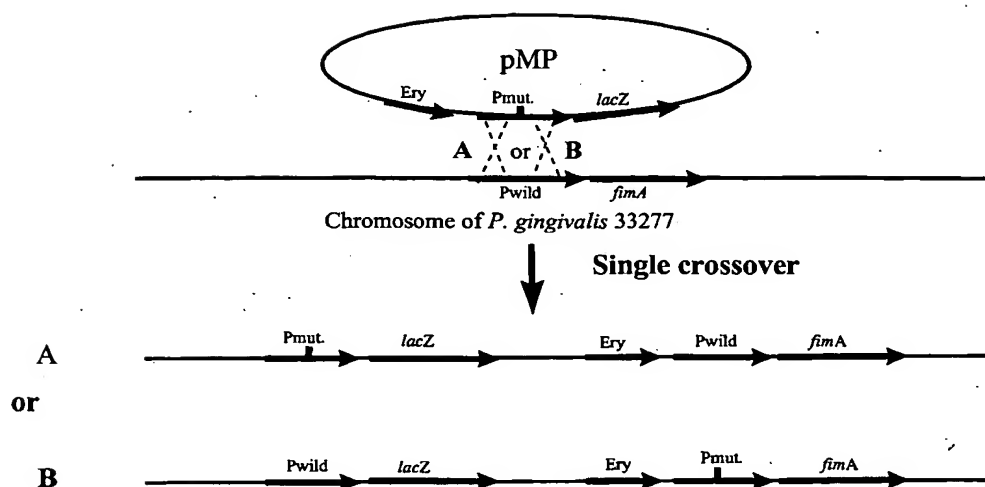 pMP
Ery Pmut. lacZ
A or B
Pwild fimA
Chromosome of P. gingivalis 33277
Single crossover
A Pmut. lacZ Ery Pwild fimA
or
B Pwild lacZ Ery Pmut. fimA